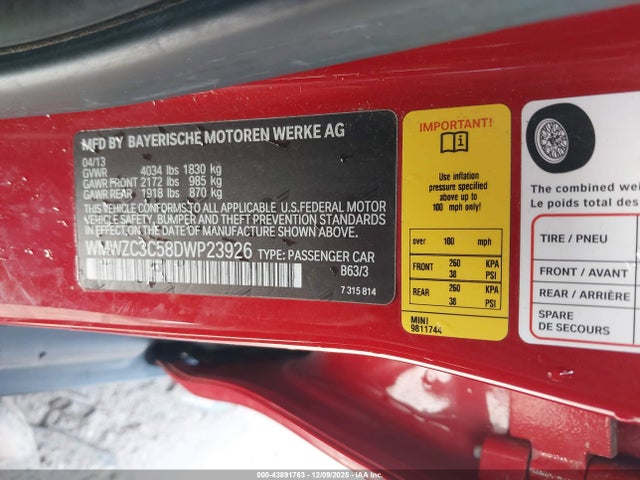 MFD BY BAYERISCHE MOTOREN WERKE AG
04/13
GVWR 4034 lbs 1830 kg
GAWR FRONT 2172 lbs 985 kg
GAWR REAR 1918 lbs 870 kg
THIS VEHICLE CONFORMS TO ALL APPLICABLE U.S. FEDERAL MOTOR
VEHICLE SAFETY, BUMPER, AND THEFT PREVENTION STANDARDS
IN EFFECT ON THE DATE OF MANUFACTURE SHOWN ABOVE.
WMWZC3C58DWP23926 TYPE: PASSENGER CAR
B63/3
7 315 814
IMPORTANT!
Use inflation
pressure specified
above up to
100 mph only!
over 100 mph
FRONT 260 KPA
38 PSI
REAR 260 KPA
38 PSI
MINI
9811744
The combined wei
Le poids total des
TIRE / PNEU
FRONT / AVANT
REAR / ARRIÈRE
SPARE
DE SECOURS
000-43891763 - 12/09/2025 - IAAI Inc.